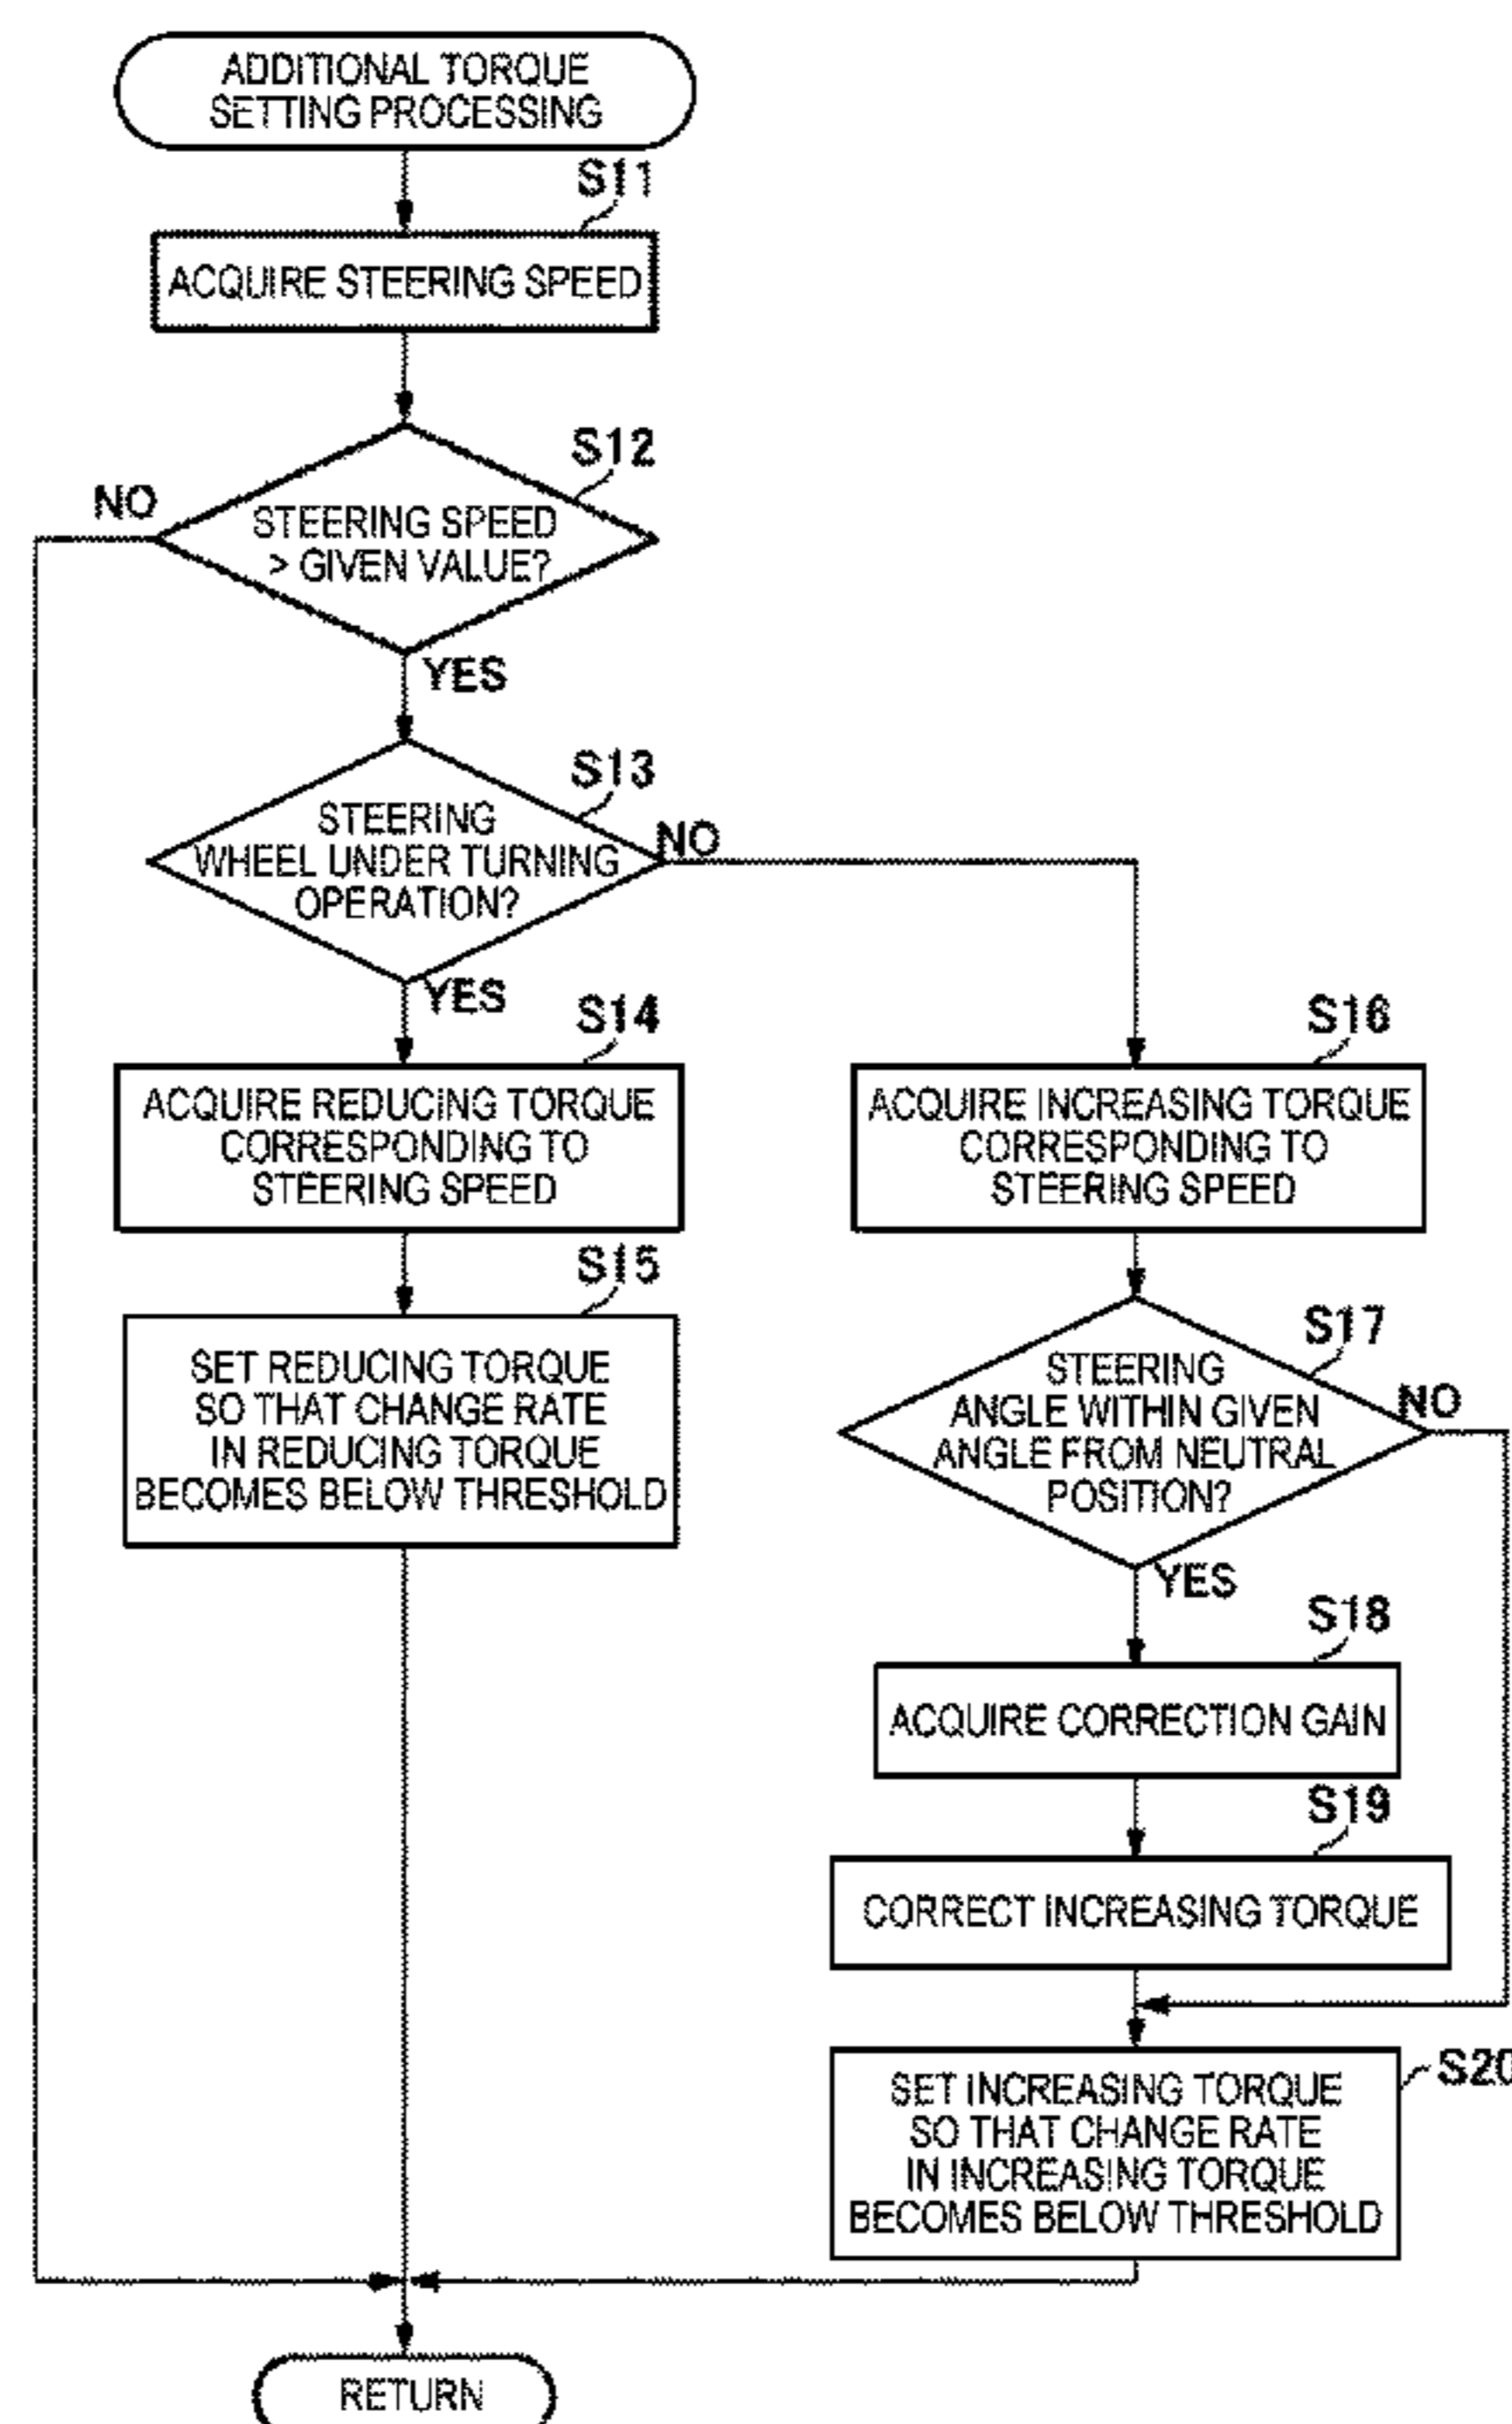 ADDITIONAL TORQUE
SETTING PROCESSING
S11
ACQUIRE STEERING SPEED
S12
NO
STEERING SPEED
> GIVEN VALUE?
YES
S13
STEERING
WHEEL UNDER TURNING
OPERATION?
NO
YES
S14
ACQUIRE REDUCING TORQUE
CORRESPONDING TO
STEERING SPEED
S15
SET REDUCING TORQUE
SO THAT CHANGE RATE
IN REDUCING TORQUE
BECOMES BELOW THRESHOLD
S16
ACQUIRE INCREASING TORQUE
CORRESPONDING TO
STEERING SPEED
S17
STEERING
ANGLE WITHIN GIVEN
ANGLE FROM NEUTRAL
POSITION?
NO
YES
S18
ACQUIRE CORRECTION GAIN
S19
CORRECT INCREASING TORQUE
S20
SET INCREASING TORQUE
SO THAT CHANGE RATE
IN INCREASING TORQUE
BECOMES BELOW THRESHOLD
RETURN